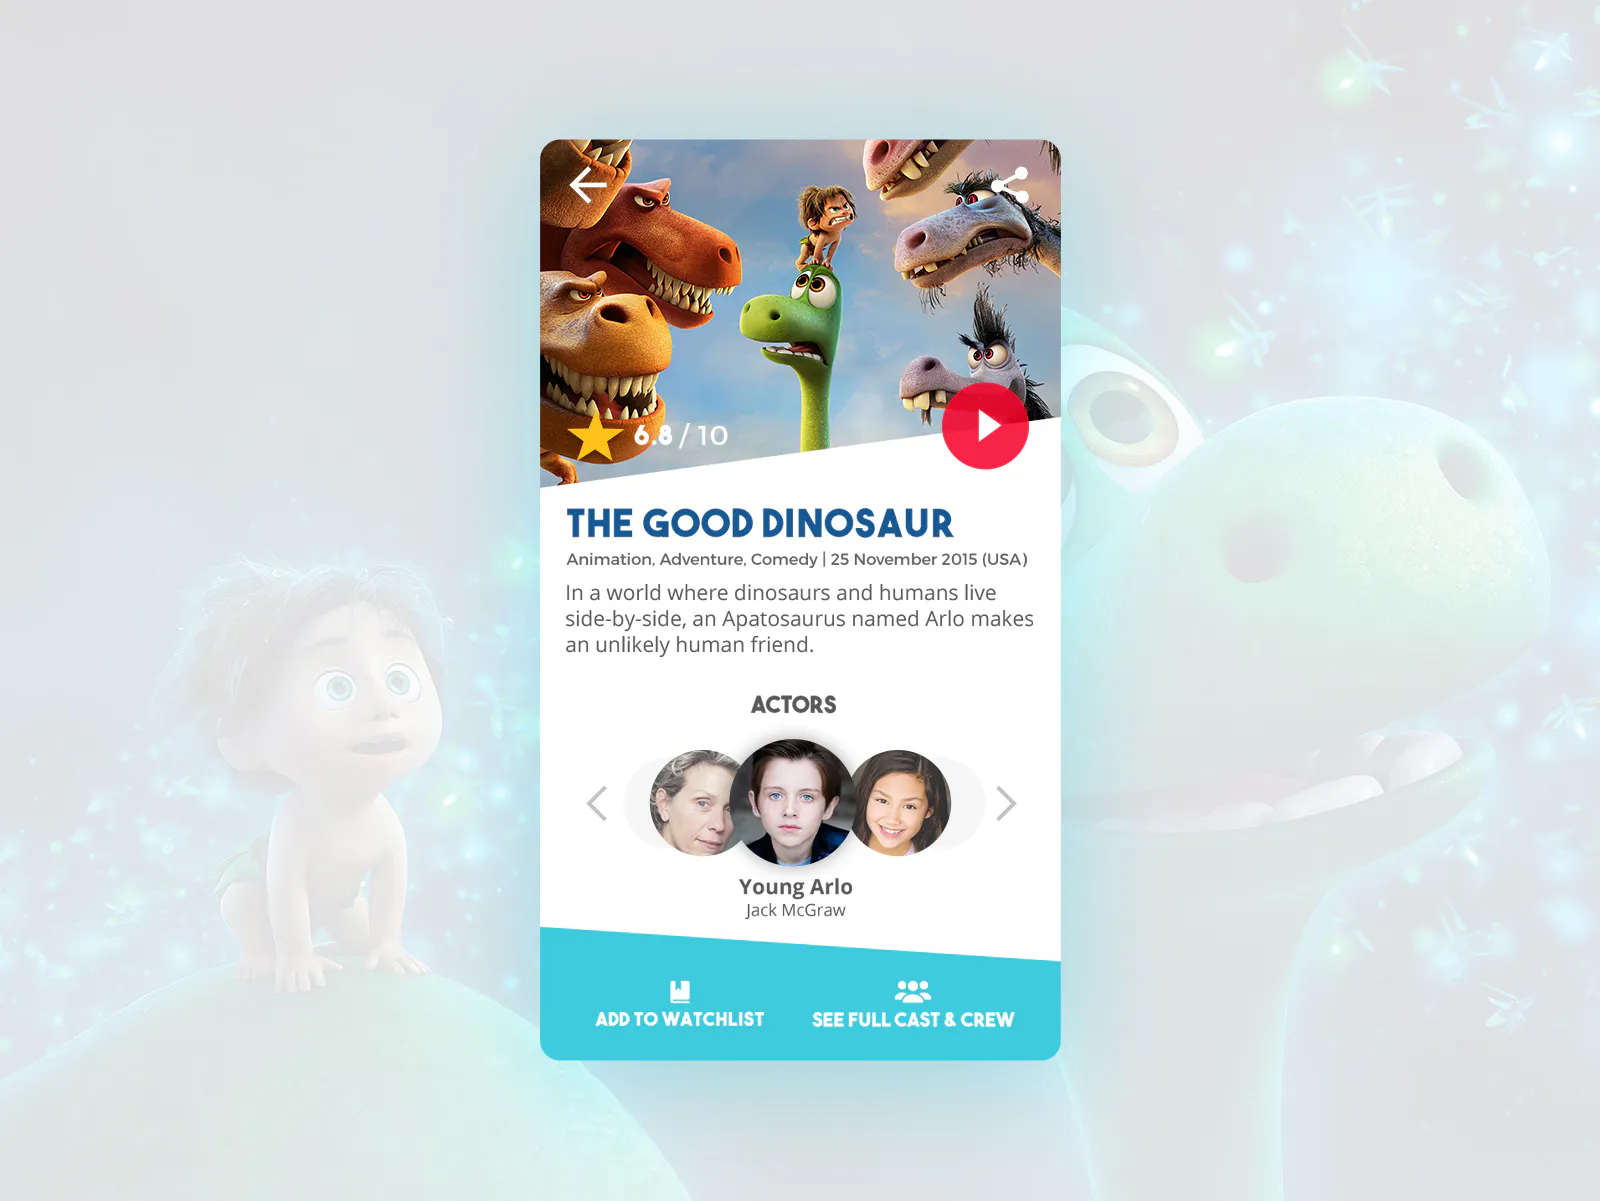 6.8 / 10
THE GOOD DINOSAUR
Animation, Adventure, Comedy | 25 November 2015 (USA)
In a world where dinosaurs and humans live
side-by-side, an Apatosaurus named Arlo makes
an unlikely human friend.
ACTORS
Young Arlo
Jack McGraw
ADD TO WATCHLIST
SEE FULL CAST & CREW